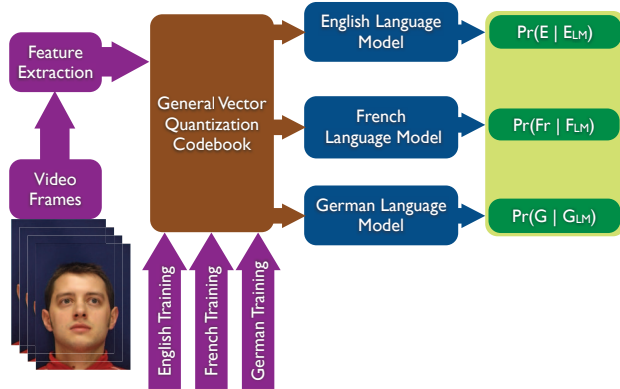 Feature
Extraction
Video
Frames
General Vector
Quantization
Codebook
English Training
French Training
German Training
English Language
Model
French
Language Model
German Language
Model
Pr(E | ELM)
Pr(Fr | FLM)
Pr(G | GLM)